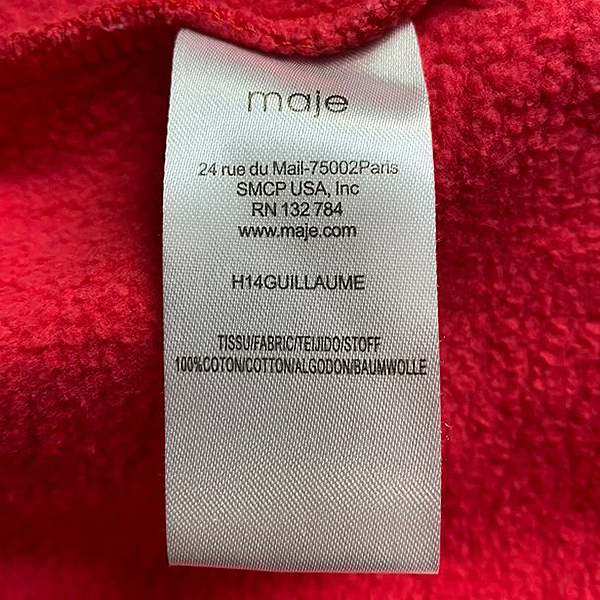 maje
24 rue du Mail-75002Paris
SMCP USA, Inc
RN 132 784
www.maje.com
H14GUILLAUME
TISSU/FABRIC/TEIJIDO/STOFF
100%COTON/COTTON/ALGODON/BAUMWOLLE